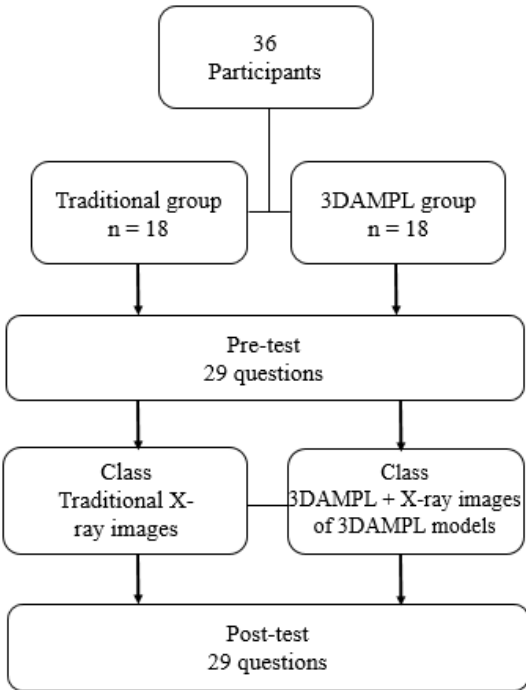 36
Participants
Traditional group
n = 18
3DAMPL group
n = 18
Pre-test
29 questions
Class
Traditional X-
ray images
Class
3DAMPL + X-ray images
of 3DAMPL models
Post-test
29 questions